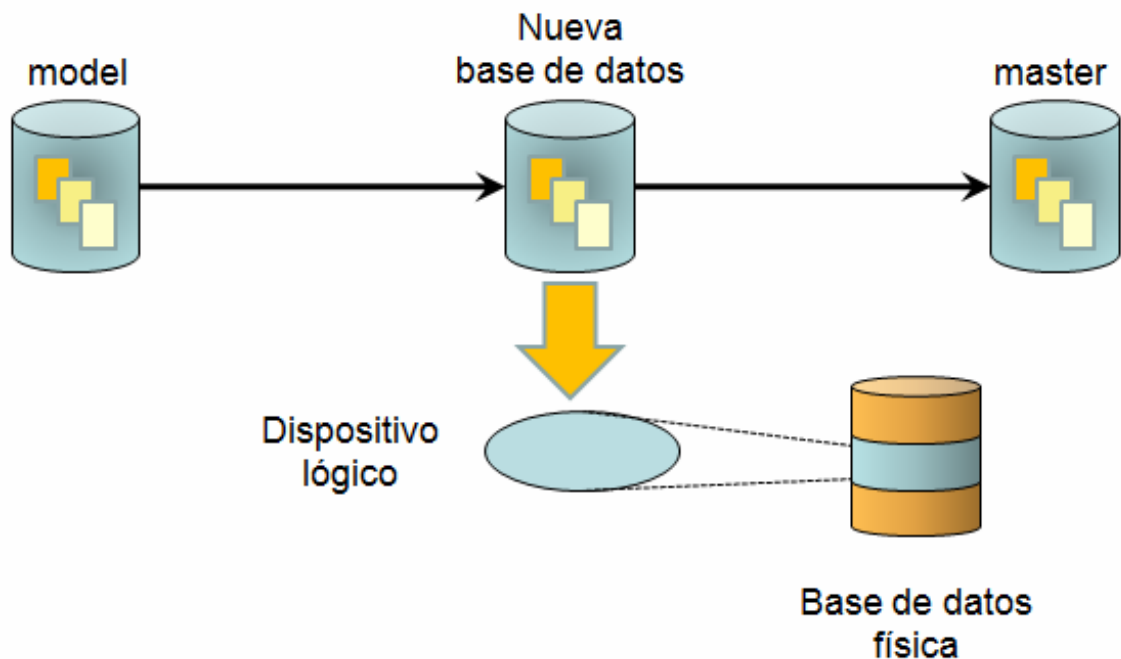 model
Nueva
base de datos
master
Dispositivo
lógico
Base de datos
física